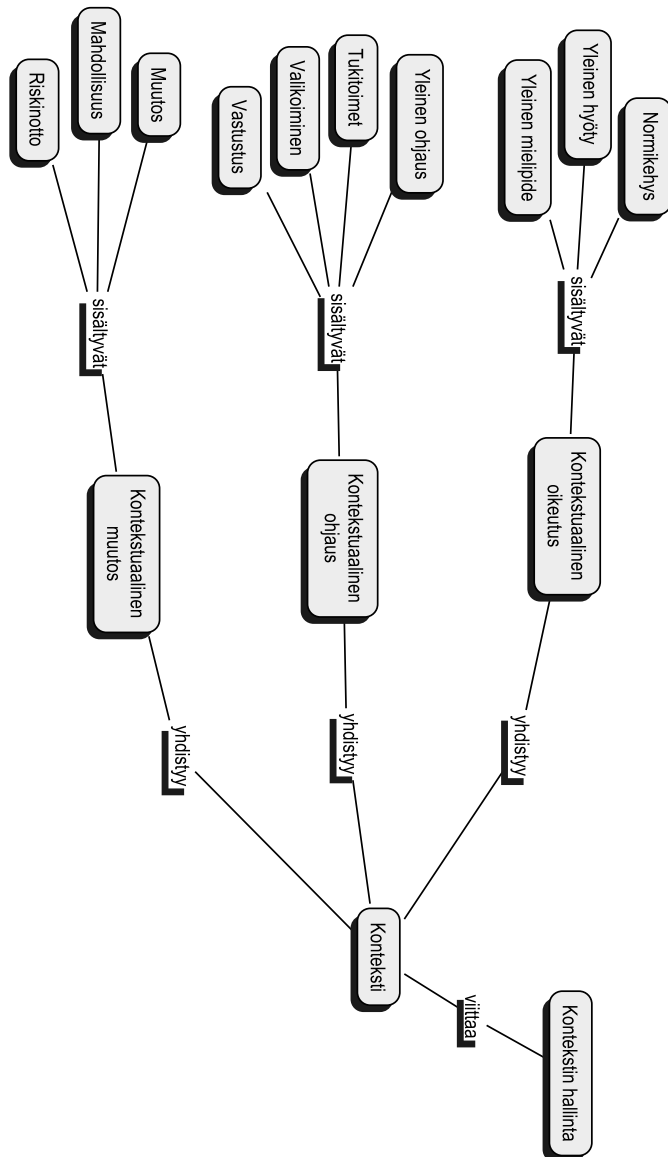 Kontekstin hallinta
viittaa
Konteksti
yhdistyy
yhdistyy
yhdistyy
Kontekstuaalinen
oikeutus
Kontekstuaalinen
ohjaus
Kontekstuaalinen
muutos
sisältyvät
sisältyvät
sisältyvät
Normikehys
Yleinen hyöty
Yleinen mielipide
Yleinen ohjaus
Tukitoimet
Valikoiminen
Vastustus
Muutos
Mahdollisuus
Riskinotto